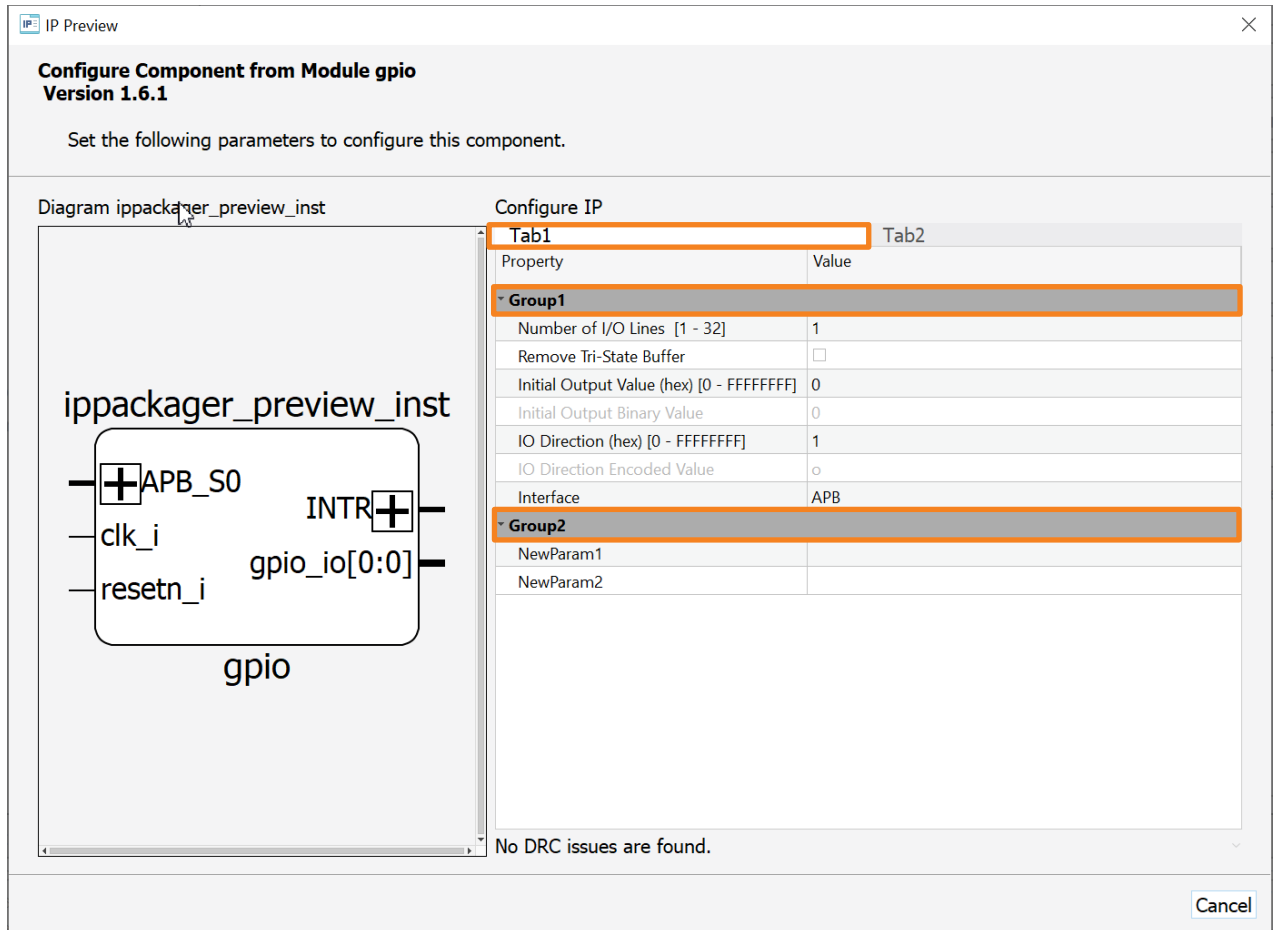 IP Preview
Configure Component from Module gpio
Version 1.6.1
Set the following parameters to configure this component.
Diagram ippackager_preview_inst
ippackager_preview_inst
APB_S0
INTR
clk_i
gpio_io[0:0]
resetn_i
gpio
Configure IP
Tab1 Tab2
Property Value
Group1
Number of I/O Lines [1 - 32] 1
Remove Tri-State Buffer
Initial Output Value (hex) [0 - FFFFFFFF] 0
Initial Output Binary Value 0
IO Direction (hex) [0 - FFFFFFFF] 1
IO Direction Encoded Value o
Interface APB
Group2
NewParam1
NewParam2
No DRC issues are found.
Cancel